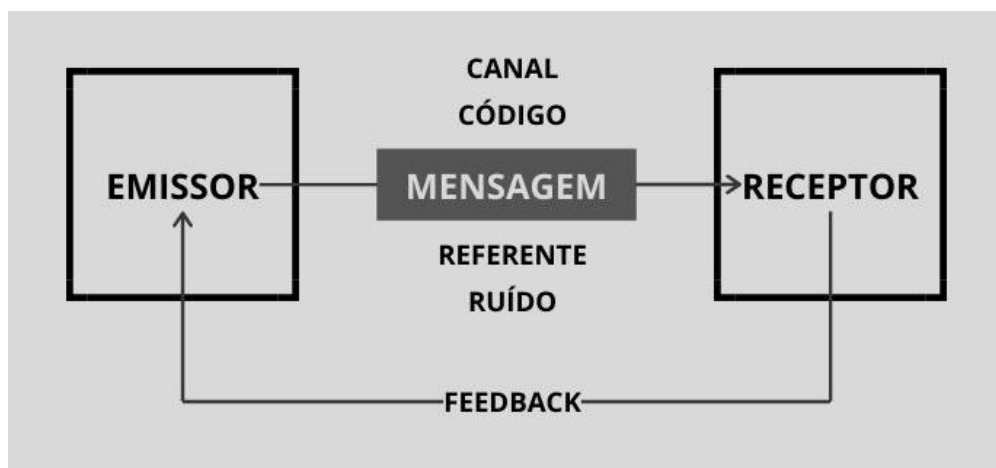 CANAL
CÓDIGO
EMISSOR
MENSAGEM
RECEPTOR
REFERENTE
RUÍDO
FEEDBACK